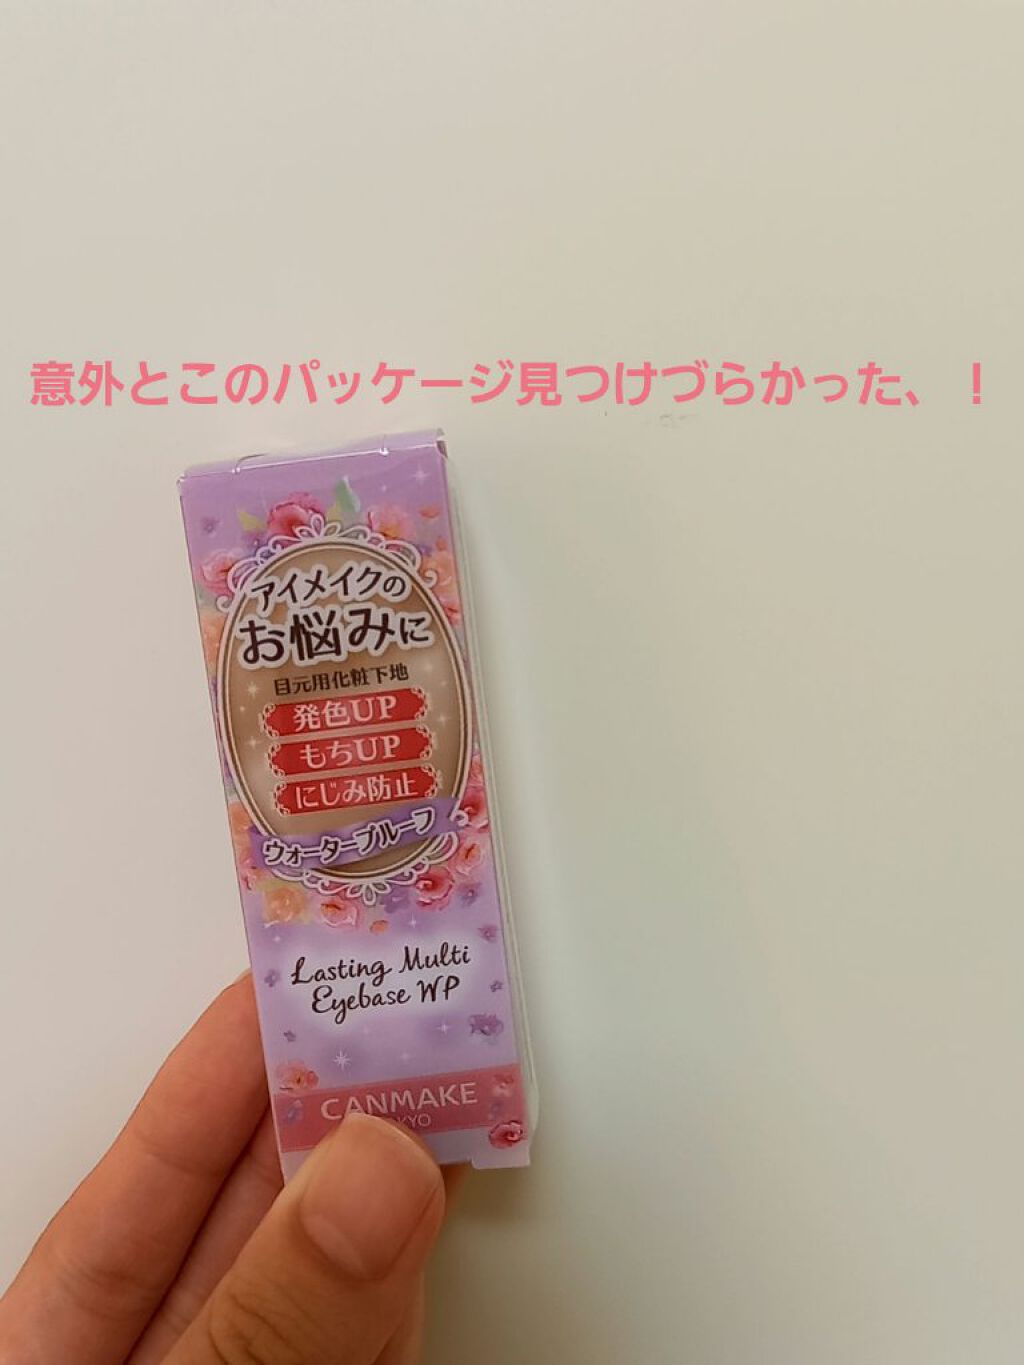 意外とこのパッケージ見つけづらかった、！
アイメイクの
お悩みに
目元用化粧下地
発色UP
もちUP
にじみ防止
ウォータープルーフ
Lasting Multi
Eyebase WP
CANMAKE